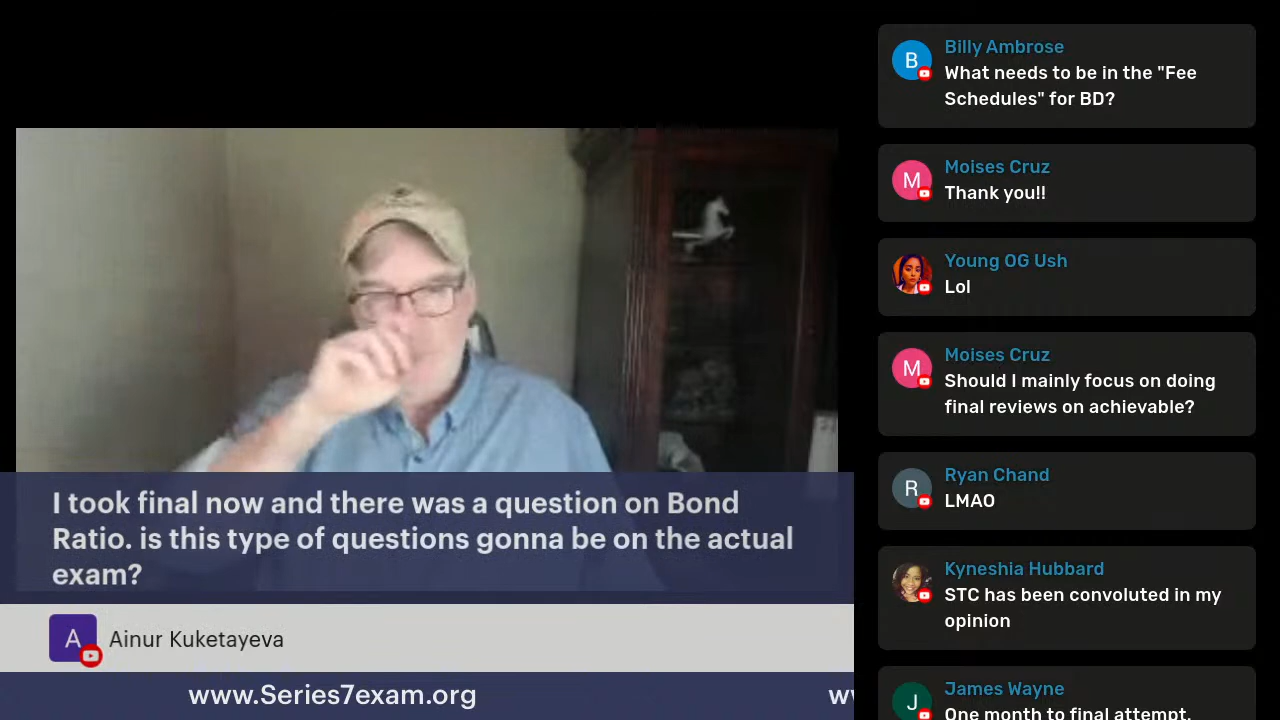 Billy Ambrose
What needs to be in the "Fee
Schedules" for BD?
Moises Cruz
Thank you!!
Young OG Ush
Lol
Moises Cruz
Should I mainly focus on doing
final reviews on achievable?
Ryan Chand
LMAO
Kyneshia Hubbard
STC has been convoluted in my
opinion
James Wayne
One month to final attempt.
I took final now and there was a question on Bond
Ratio. is this type of questions gonna be on the actual
exam?
Ainur Kuketayeva
www.Series7exam.org
B
M
M
R
J
A